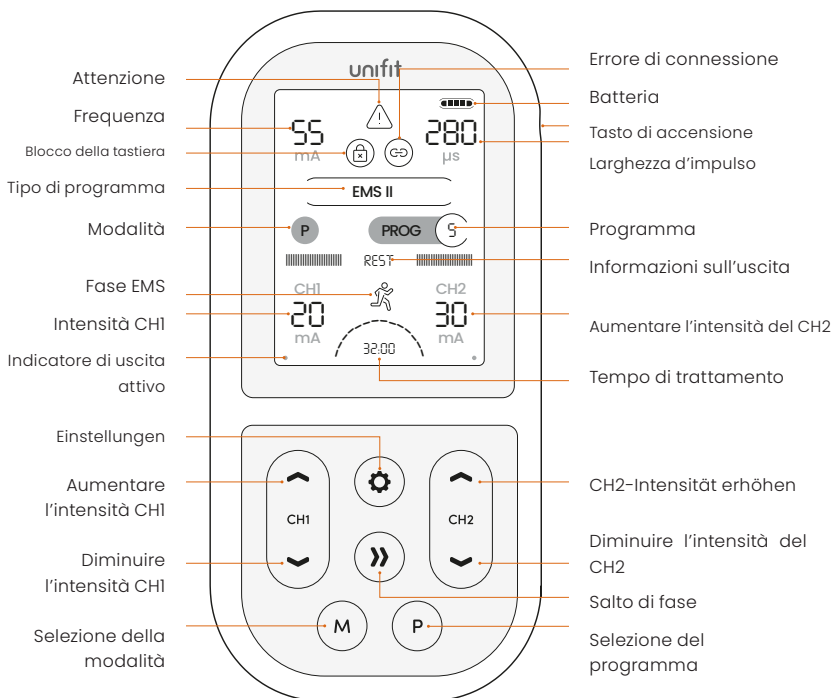 unifit
Attenzione
Frequenza
Blocco della tastiera
Tipo di programma
Modalità
Fase EMS
Intensità CH1
Indicatore di uscita
attivo
Einstellungen
Aumentare
l'intensità CH1
Diminuire
l'intensità CH1
Selezione della
modalità
55
mA
280
µs
EMS II
P
PROG
5
REST
CH1
20
mA
CH2
30
mA
32:00
CH1
CH2
M
P
Errore di connessione
Batteria
Tasto di accensione
Larghezza d'impulso
Programma
Informazioni sull'uscita
Aumentare l'intensità del CH2
Tempo di trattamento
CH2-Intensität erhöhen
Diminuire l'intensità del
CH2
Salto di fase
Selezione del
programma